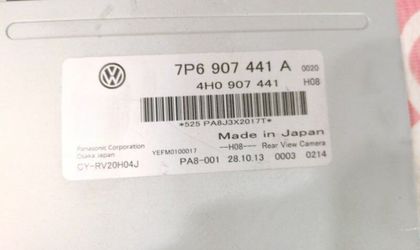 7P6 907 441 A 0020
4H0 907 441 H08
*525 PA8J3X2017T*
Made in Japan
Panasonic Corporation
Osaka Japan
YEFM0100017
--H08-- Rear View Camera
CY-RV20H04J
PA8-001 28.10.13 0003 0214